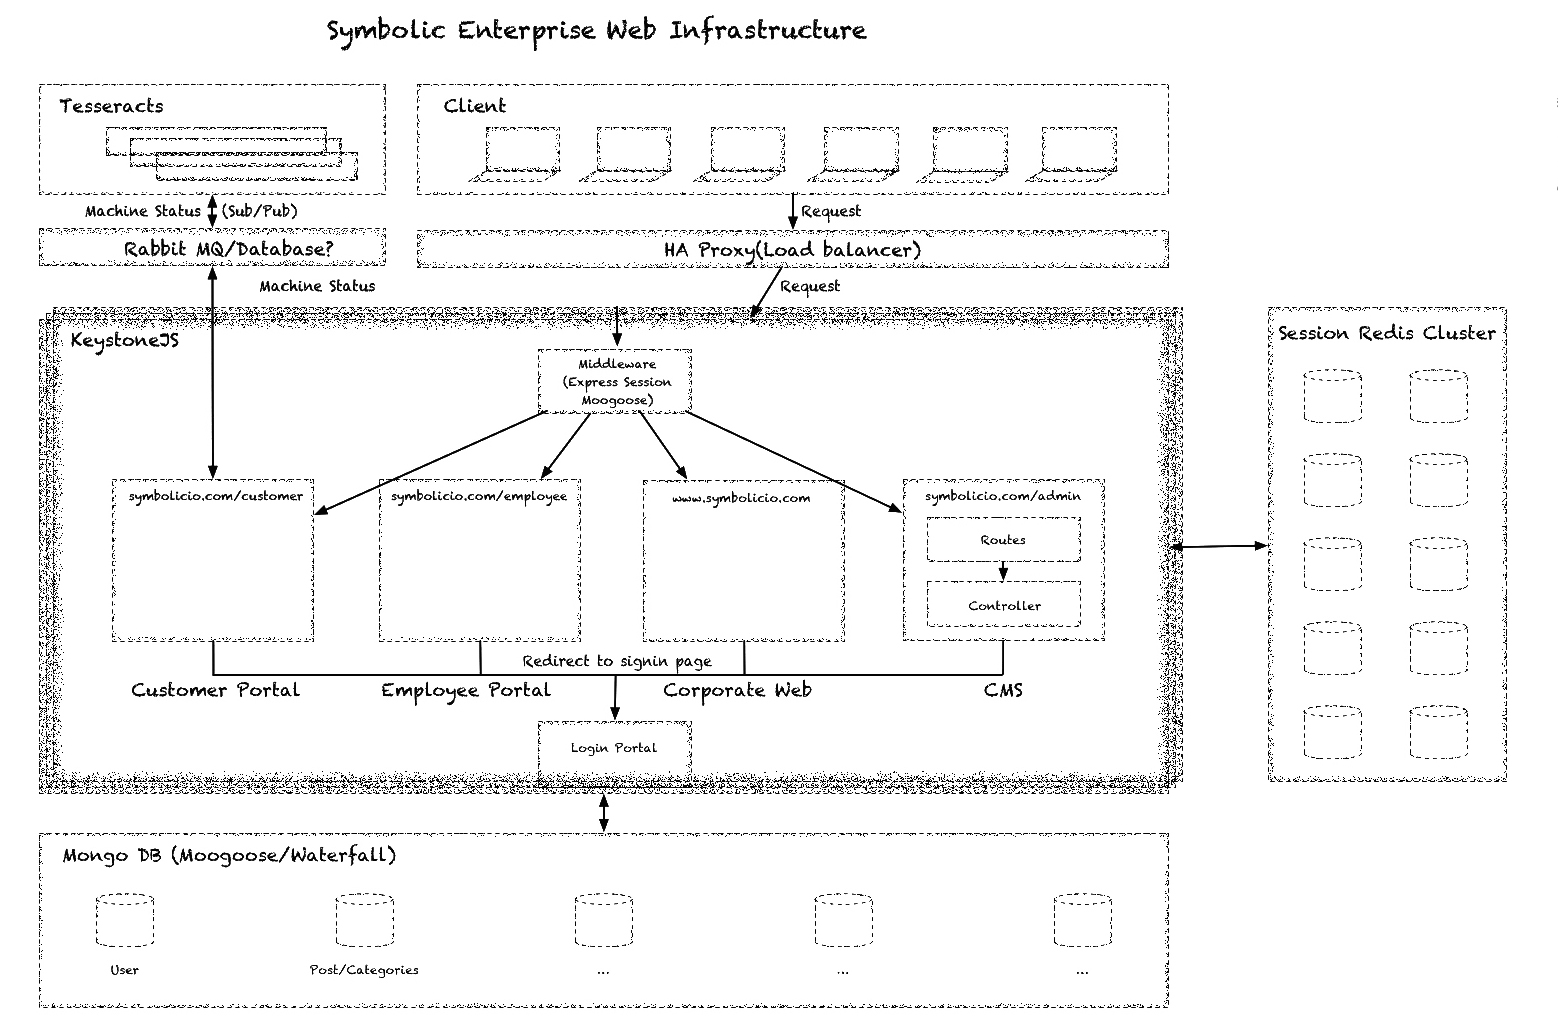 Symbolic Enterprise Web Infrastructure
Tesseracts
Client
Machine Status
(Sub/Pub)
Request
Rabbit MQ/Database?
HA Proxy(Load balancer)
Machine Status
Request
KeystoneJS
Session Redis Cluster
Middleware
(Express Session
Moogoose)
symbolicio.com/customer
symbolicio.com/employee
www.symbolicio.com
symbolicio.com/admin
Routes
Controller
Redirect to signin page
Customer Portal
Employee Portal
Corporate Web
CMS
Login Portal
Mongo DB (Moogoose/Waterfall)
User
Post/Categories
...
...
...